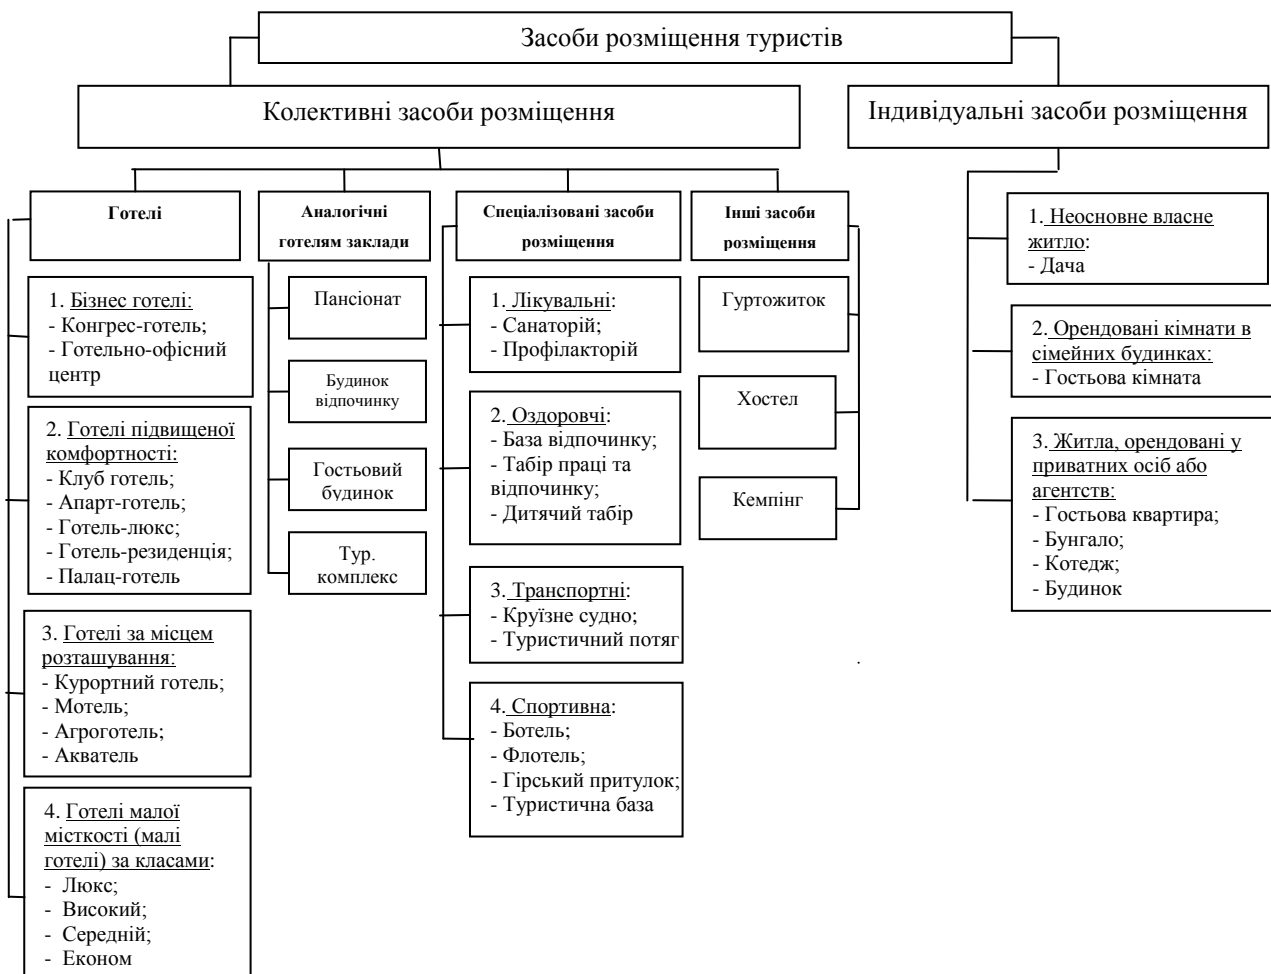 Засоби розміщення туристів
Колективні засоби розміщення
Індивідуальні засоби розміщення
Готелі
Аналогічні
готелям заклади
Спеціалізовані засоби
розміщення
Інші засоби
розміщення
1. Бізнес готелі:
- Конгрес-готель;
- Готельно-офісний
центр
2. Готелі підвищеної
комфортності:
- Клуб готель;
- Апарт-готель;
- Готель-люкс;
- Готель-резиденція;
- Палац-готель
3. Готелі за місцем
розташування:
- Курортний готель;
- Мотель;
- Агроготель;
- Акватель
4. Готелі малої
місткості (малі
готелі) за класами:
- Люкс;
- Високий;
- Середній;
- Економ
Пансіонат
Будинок
відпочинку
Гостьовий
будинок
Тур.
комплекс
1. Лікувальні:
- Санаторій;
- Профілакторій
2. Оздоровчі:
- База відпочинку;
- Табір праці та
відпочинку;
- Дитячий табір
3. Транспортні:
- Круїзне судно;
- Туристичний потяг
4. Спортивна:
- Ботель;
- Флотель;
- Гірський притулок;
- Туристична база
Гуртожиток
Хостел
Кемпінг
1. Неосновне власне
житло:
- Дача
2. Орендовані кімнати в
сімейних будинках:
- Гостьова кімната
3. Житла, орендовані у
приватних осіб або
агентств:
- Гостьова квартира;
- Бунгало;
- Котедж;
- Будинок